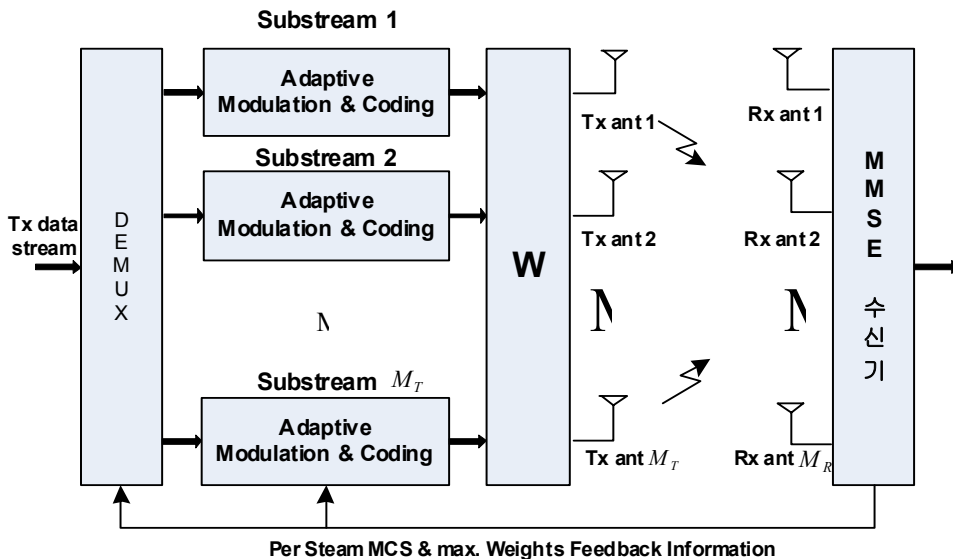 Substream 1
Adaptive
Modulation & Coding
Substream 2
Adaptive
Modulation & Coding
Substream M_T
Adaptive
Modulation & Coding
Tx data
stream
DEMUX
W
Tx ant 1
Tx ant 2
Tx ant M_T
Rx ant 1
Rx ant 2
Rx ant M_R
MMSE 수신기
M
M
M
Per Steam MCS & max. Weights Feedback Information